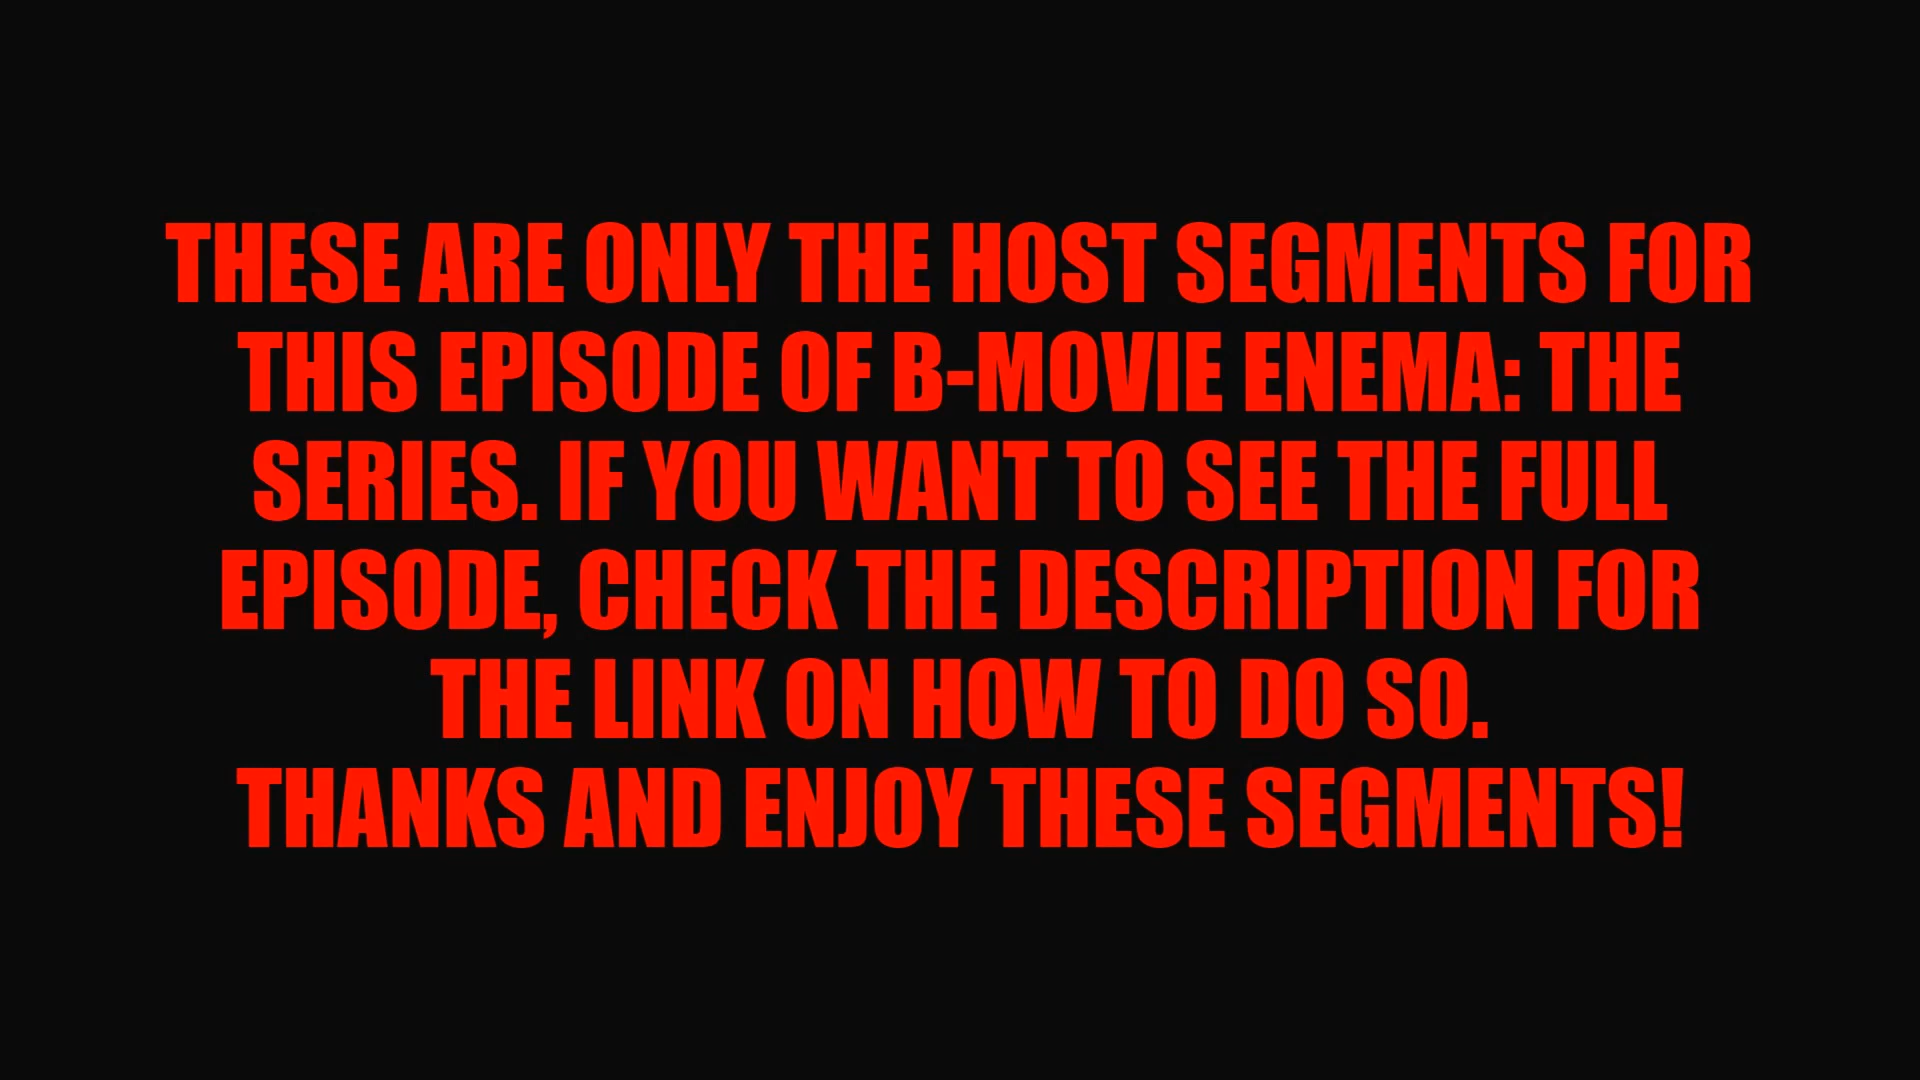 THESE ARE ONLY THE HOST SEGMENTS FOR
THIS EPISODE OF B-MOVIE ENEMA: THE
SERIES. IF YOU WANT TO SEE THE FULL
EPISODE, CHECK THE DESCRIPTION FOR
THE LINK ON HOW TO DO SO.
THANKS AND ENJOY THESE SEGMENTS!